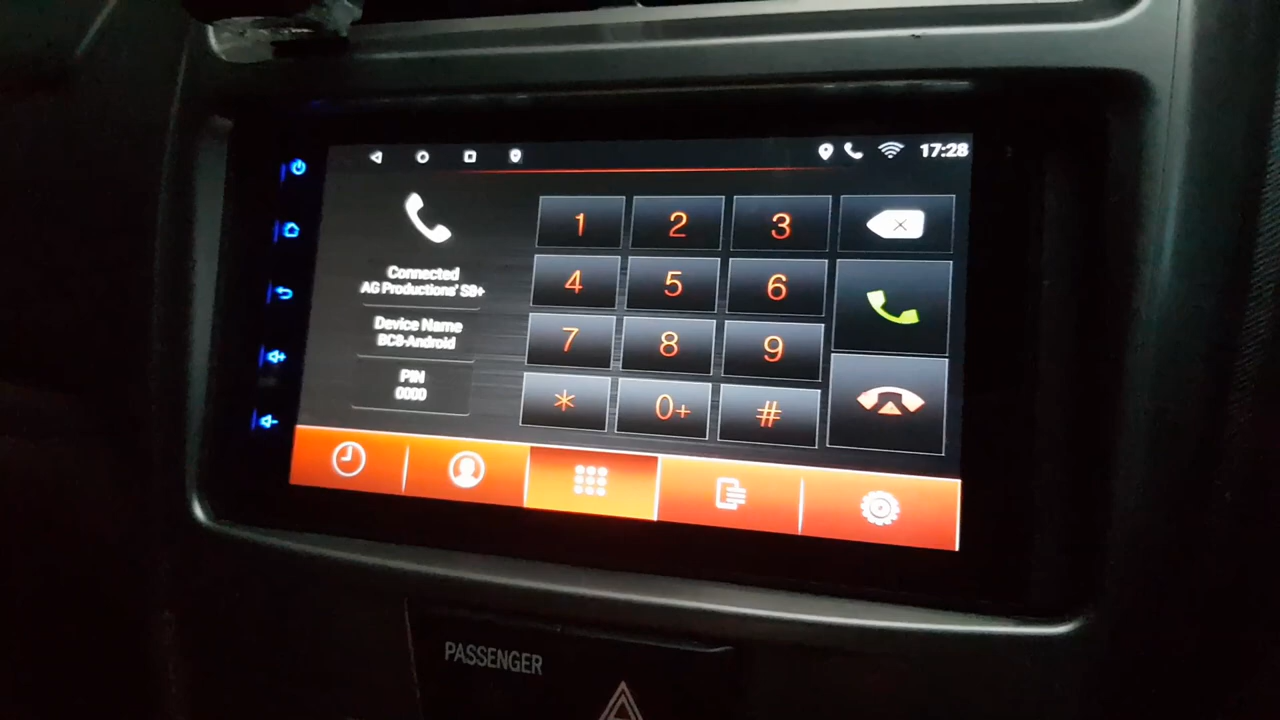 17:28
Connected
AG Productions' S8+
Device Name
BC8-Android
PIN
0000
1 2 3
4 5 6
7 8 9
* 0+ #
PASSENGER